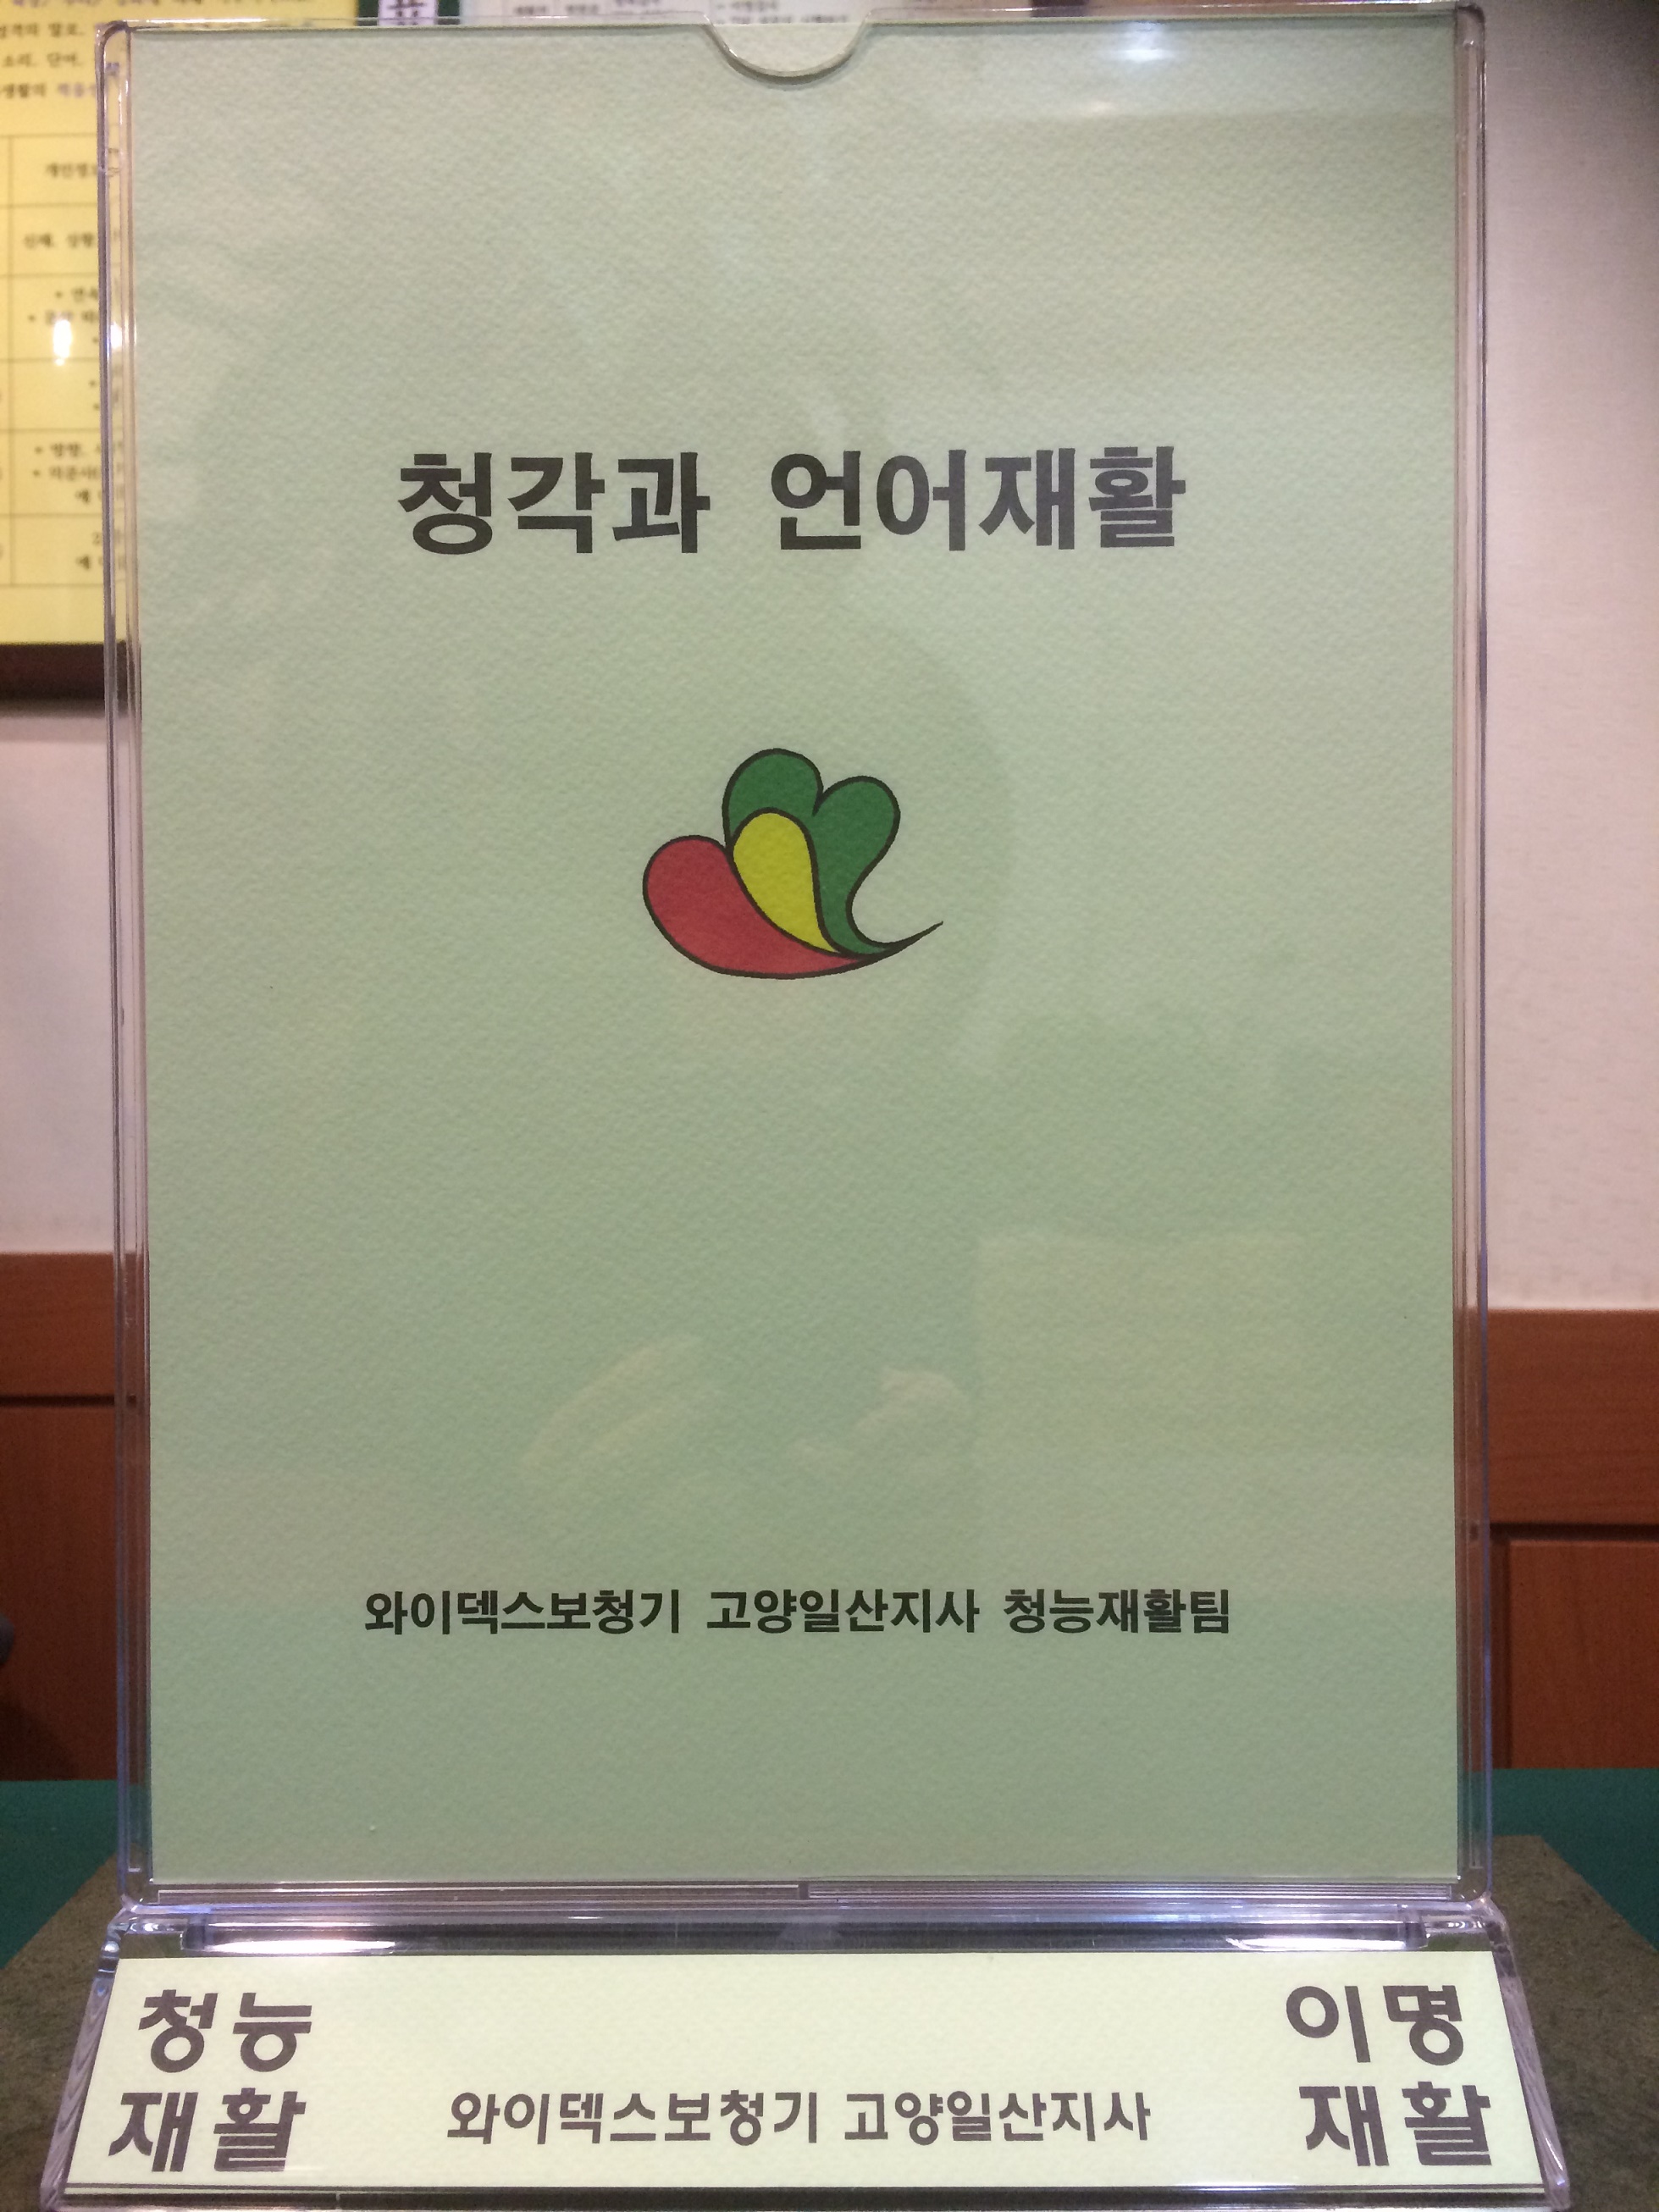 청각과 언어재활
와이덱스보청기 고양일산지사 청능재활팀
청능
재활
와이덱스보청기 고양일산지사
이명
재활